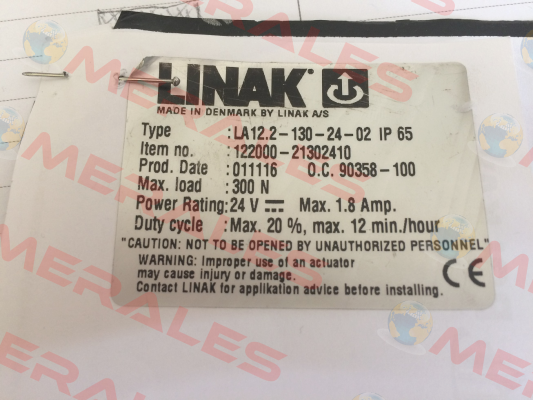 LINAK
MADE IN DENMARK BY LINAK A/S
Type : LA12.2-130-24-02 IP 65
Item no. : 122000-21302410
Prod. Date : 011116 O.C. 90358-100
Max. load : 300 N
Power Rating: 24 V ⎓ Max. 1.8 Amp.
Duty cycle : Max. 20 %, max. 12 min./hour
"CAUTION: NOT TO BE OPENED BY UNAUTHORIZED PERSONNEL"
WARNING: Improper use of an actuator
may cause injury or damage.
Contact LINAK for applikation advice before installing.
CE
MERALES
MERALES
MERALES
MERALES